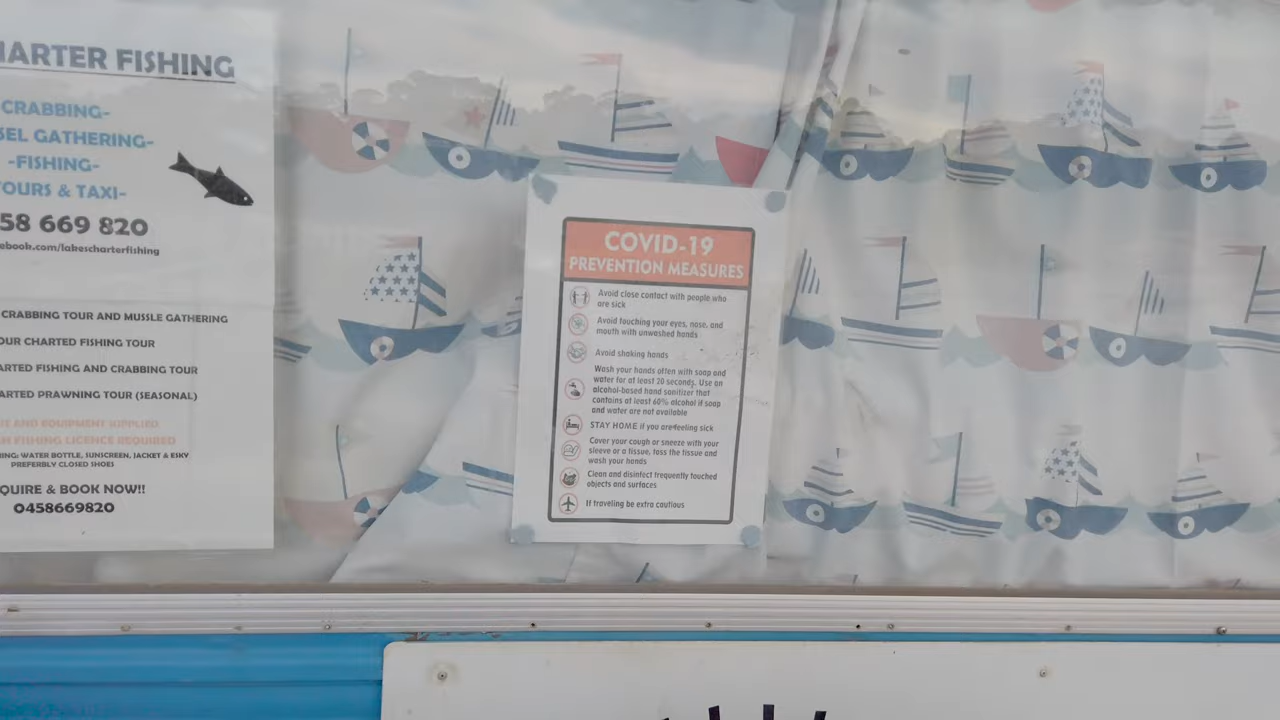 HARTER FISHING
CRABBING-
SEL GATHERING-
-FISHING-
TOURS & TAXI-
58 669 820
ebook.com/lakescharterfishing
CRABBING TOUR AND MUSSLE GATHERING
OUR CHARTED FISHING TOUR
ARTED FISHING AND CRABBING TOUR
ARTED PRAWNING TOUR (SEASONAL)
AND EQUIPMENT SUPPLIED
FISHING LICENCE REQUIRED
ING: WATER BOTTLE, SUNSCREEN, JACKET & ESKY
PREFERBLY CLOSED SHOES
QUIRE & BOOK NOW!!
0458669820
COVID-19
PREVENTION MEASURES
Avoid close contact with people who
are sick
Avoid touching your eyes, nose, and
mouth with unwashed hands
Avoid shaking hands
Wash your hands often with soap and
water for at least 20 seconds. Use an
alcohol-based hand sanitizer that
contains at least 60% alcohol if soap
and water are not available
STAY HOME if you are feeling sick
Cover your cough or sneeze with your
sleeve or a tissue, toss the tissue and
wash your hands
Clean and disinfect frequently touched
objects and surfaces
If traveling be extra cautious